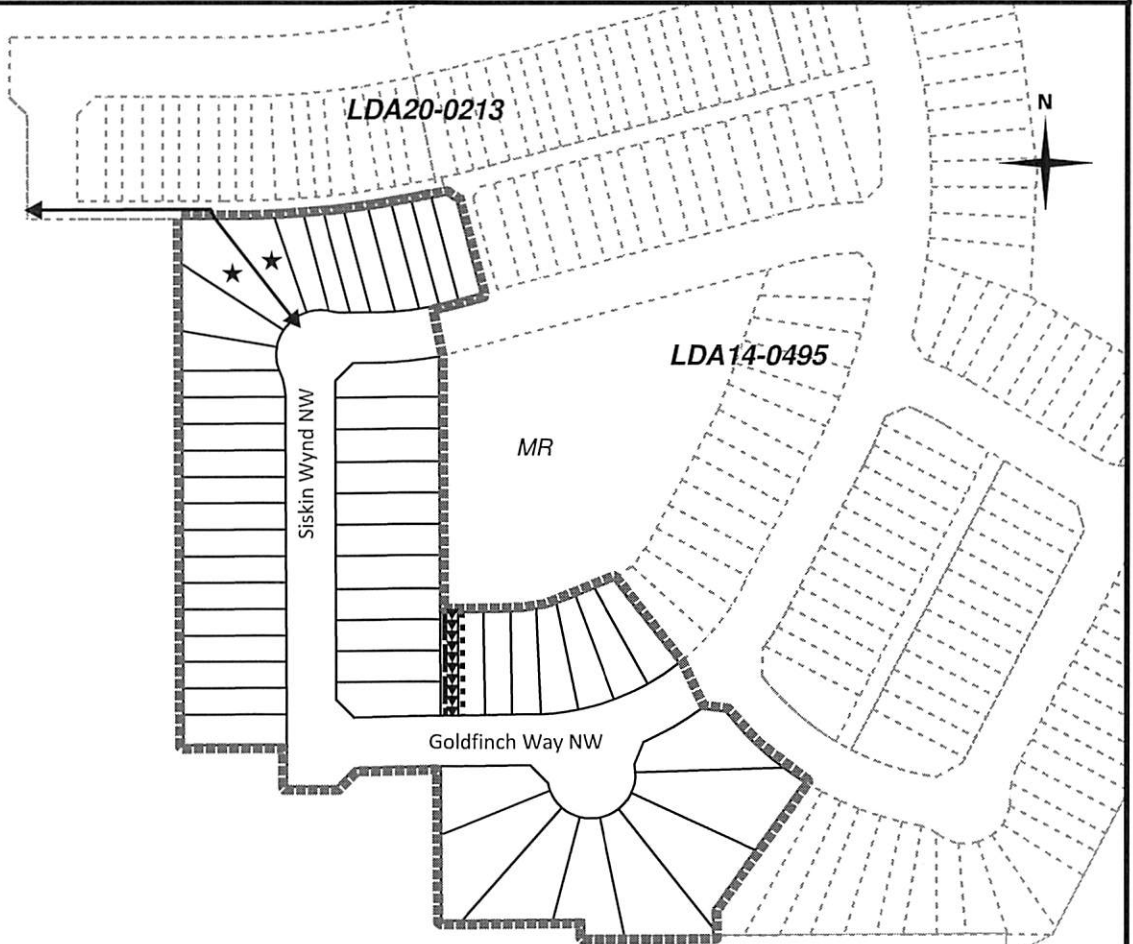 LDA20-0213
N
LDA14-0495
MR
Siskin Wynd NW
Goldfinch Way NW